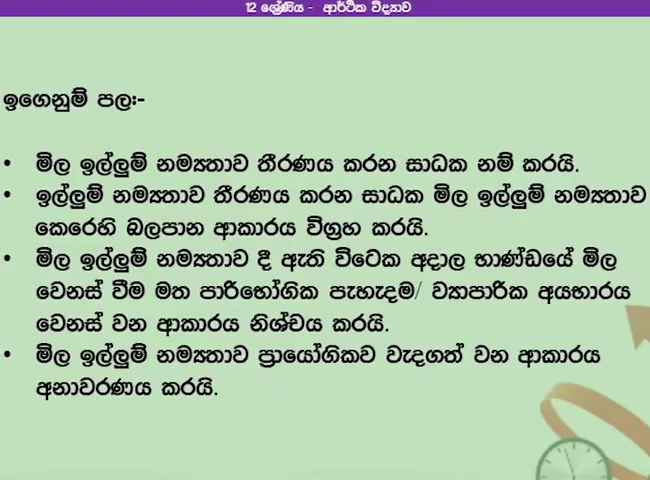 12 ශ්‍රේණිය - ආර්ථික විද්‍යාව
ඉගෙනුම් පල:-
• මිල ඉල්ලුම් නම්‍යතාව තීරණය කරන සාධක නම් කරයි.
• ඉල්ලුම් නම්‍යතාව තීරණය කරන සාධක මිල ඉල්ලුම් නම්‍යතාව
කෙරෙහි බලපාන ආකාරය විග්‍රහ කරයි.
• මිල ඉල්ලුම් නම්‍යතාව දී ඇති විටෙක අදාල භාණ්ඩයේ මිල
වෙනස් වීම මත පාරිභෝගික පැහැදම/ ව්‍යාපාරික අයභාරය
වෙනස් වන ආකාරය නිශ්චය කරයි.
• මිල ඉල්ලුම් නම්‍යතාව ප්‍රායෝගිකව වැදගත් වන ආකාරය
අනාවරණය කරයි.